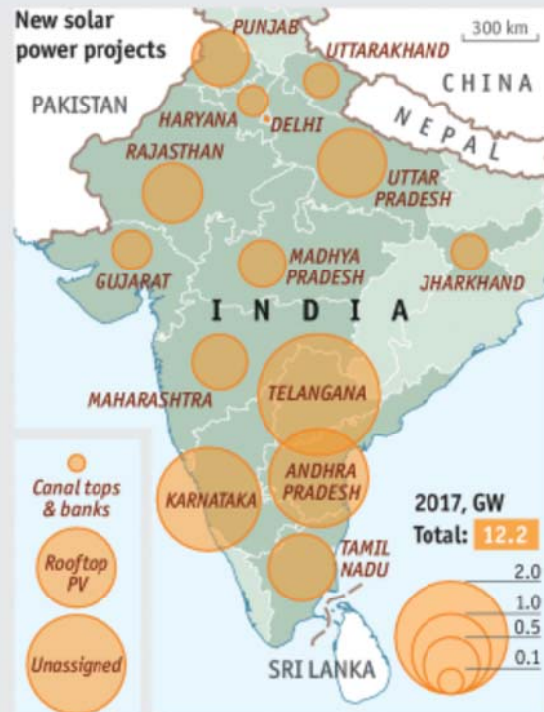 New solar
power projects
300 km
PUNJAB
UTTARAKHAND
CHINA
PAKISTAN
NEPAL
HARYANA
DELHI
RAJASTHAN
UTTAR
PRADESH
GUJARAT
MADHYA
PRADESH
JHARKHAND
INDIA
MAHARASHTRA
TELANGANA
KARNATAKA
ANDHRA
PRADESH
TAMIL
NADU
SRI LANKA
Canal tops
& banks
Rooftop
PV
Unassigned
2017, GW
Total: 12.2
2.0
1.0
0.5
0.1